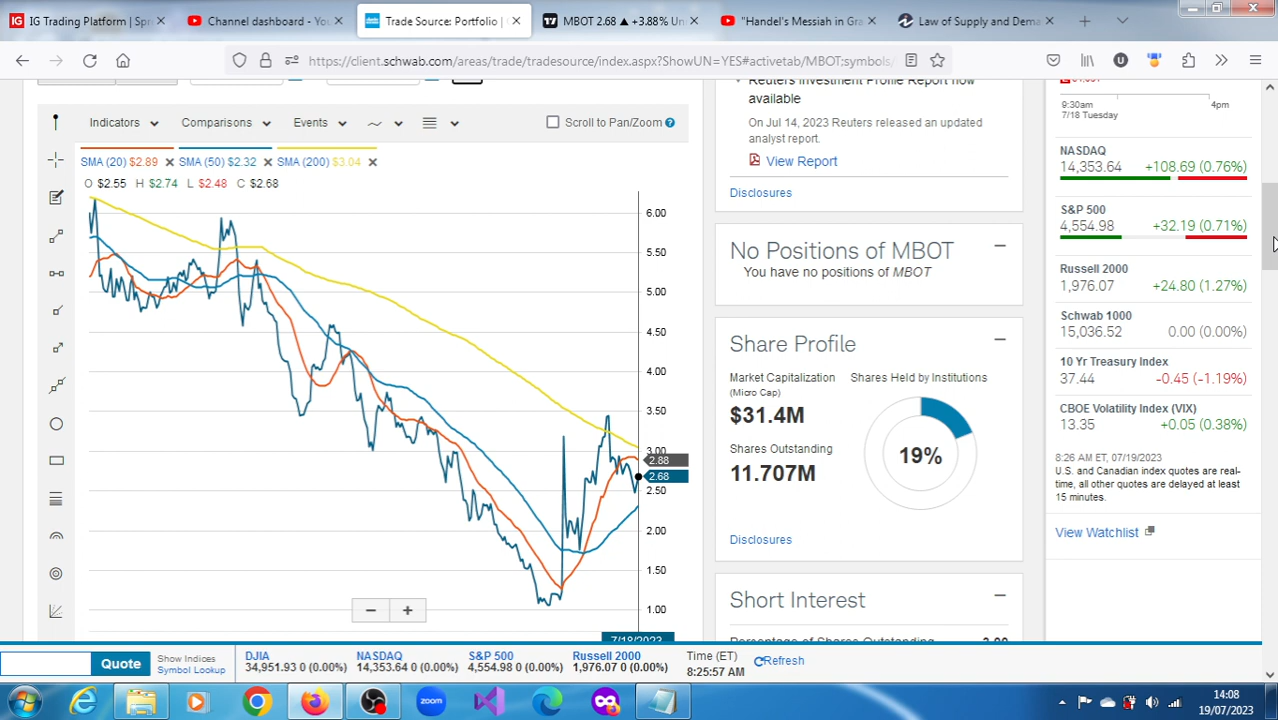 IG Trading Platform | Spre
Channel dashboard - You
Trade Source: Portfolio |
MBOT 2.68 ▲ +3.88% Un
"Handel's Messiah in Gra
Law of Supply and Dema
https://client.schwab.com/areas/trade/tradesource/index.aspx?ShowUN=YES#activetab/MBOT;symbols/
Indicators
Comparisons
Events
Scroll to Pan/Zoom
SMA (20) $2.89
SMA (50) $2.32
SMA (200) $3.04
O $2.55 H $2.74 L $2.48 C $2.68
6.00
5.50
5.00
4.50
4.00
3.50
3.00
2.88
2.68
2.50
2.00
1.50
1.00
7/18/2023
Reuters Investment Profile Report now
available
On Jul 14, 2023 Reuters released an updated
analyst report.
View Report
Disclosures
No Positions of MBOT
You have no positions of MBOT
Share Profile
Market Capitalization
(Micro Cap)
$31.4M
Shares Outstanding
11.707M
Shares Held by Institutions
19%
Disclosures
Short Interest
Percentage of Shares Outstanding
9:30am 4pm
7/18 Tuesday
NASDAQ
14,353.64 +108.69 (0.76%)
S&P 500
4,554.98 +32.19 (0.71%)
Russell 2000
1,976.07 +24.80 (1.27%)
Schwab 1000
15,036.52 0.00 (0.00%)
10 Yr Treasury Index
37.44 -0.45 (-1.19%)
CBOE Volatility Index (VIX)
13.35 +0.05 (0.38%)
8:26 AM ET, 07/19/2023
U.S. and Canadian index quotes are real-
time, all other quotes are delayed at least
15 minutes.
View Watchlist
Quote
Show Indices
Symbol Lookup
DJIA
34,951.93 0 (0.00%)
NASDAQ
14,353.64 0 (0.00%)
S&P 500
4,554.98 0 (0.00%)
Russell 2000
1,976.07 0 (0.00%)
Time (ET)
8:25:57 AM
Refresh
zoom
14:08
19/07/2023